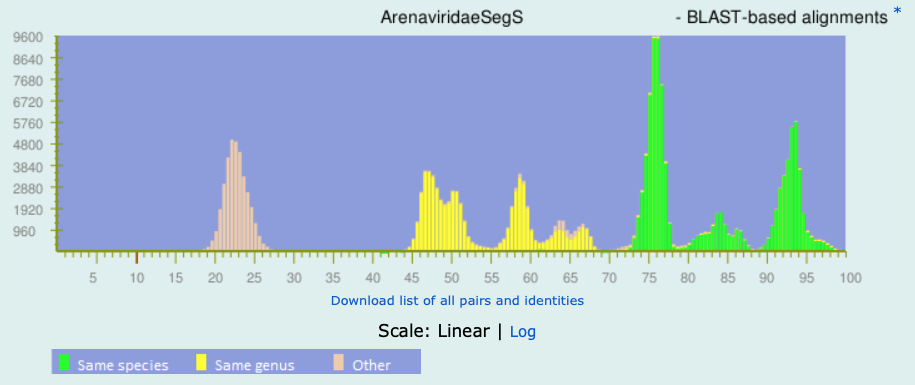 ArenaviridaeSegS - BLAST-based alignments *
9600
8640
7680
6720
5760
4800
3840
2880
1920
960
5 10 15 20 25 30 35 40 45 50 55 60 65 70 75 80 85 90 95 100
Download list of all pairs and identities
Scale: Linear | Log
Same species Same genus Other